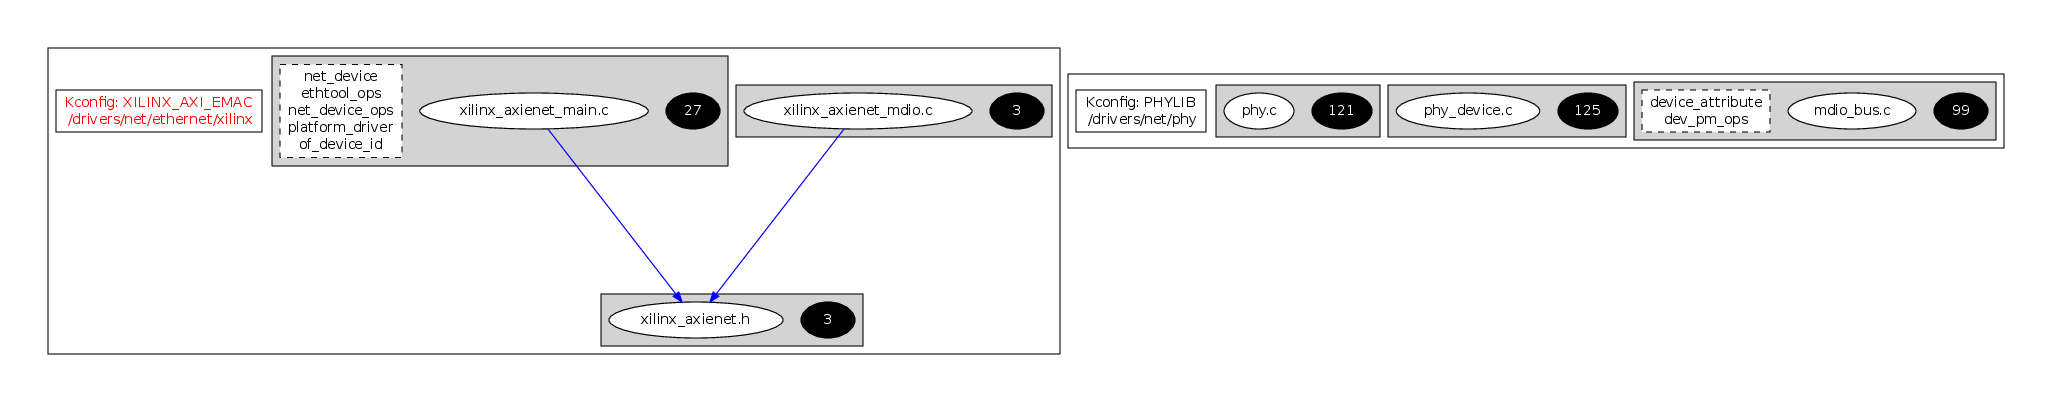 Kconfig: XILINX_AXI_EMAC
/drivers/net/ethernet/xilinx
net_device
ethtool_ops
net_device_ops
platform_driver
of_device_id
xilinx_axienet_main.c
27
xilinx_axienet_mdio.c
3
xilinx_axienet.h
3
Kconfig: PHYLIB
/drivers/net/phy
phy.c
121
phy_device.c
125
device_attribute
dev_pm_ops
mdio_bus.c
99